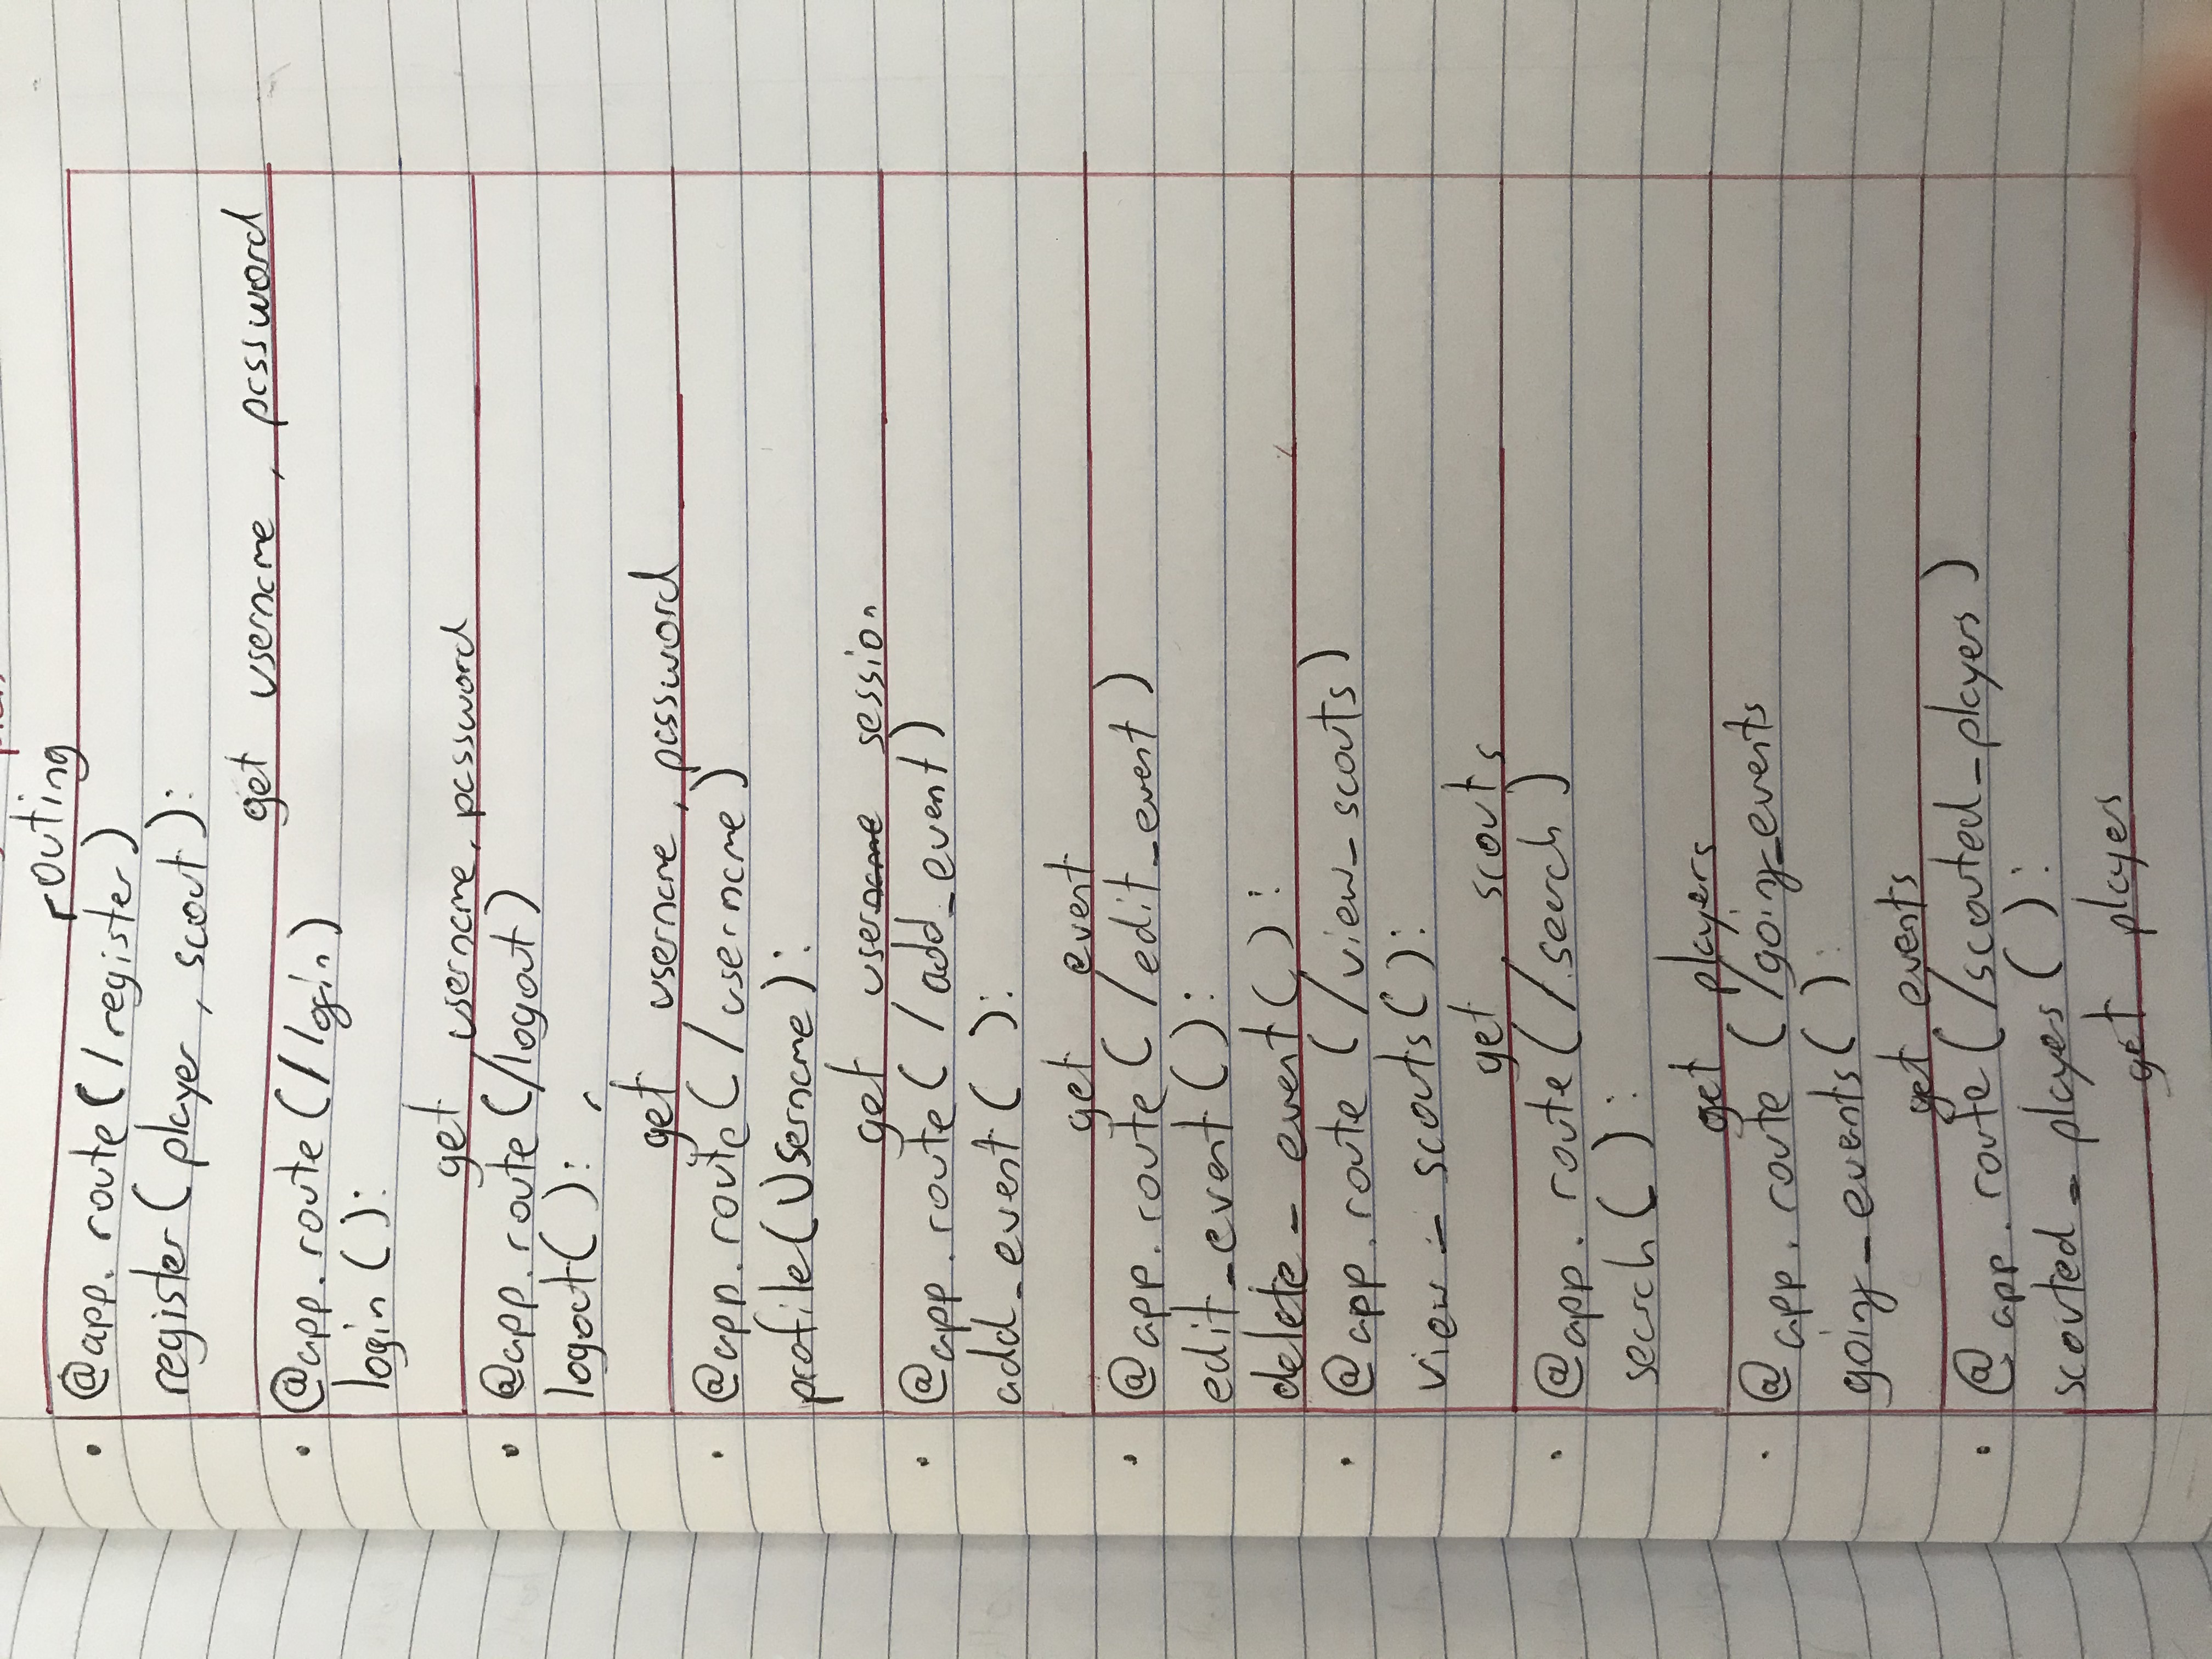 routing
@app.route(/register)
register(player, scout):
get username, password
@app.route(/login)
login():
get username, password
@app.route(/logout)
logout():
get username, password
@app.route(/username)
profile(Username):
get username session
@app.route(/add_event)
add_event():
get event
@app.route(/edit_event)
edit_event():
delete_event():
@app.route(/view_scouts)
view_scouts():
get scouts
@app.route(/search)
search():
get players
@app.route(/going_events
going_events():
get events
@app.route(/scouted_players)
scouted_players():
get players